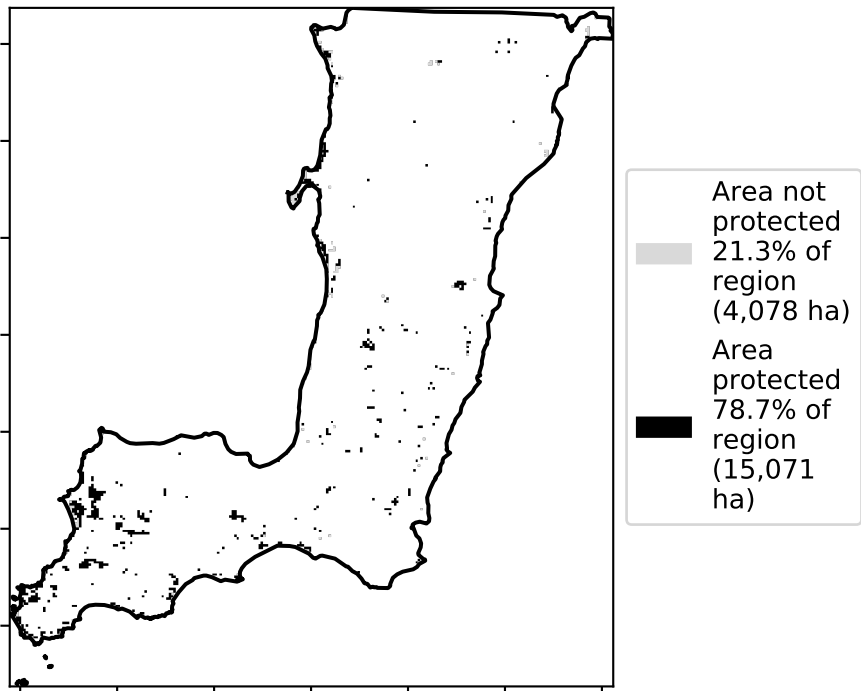 Area not
protected
21.3% of
region
(4,078 ha)
Area
protected
78.7% of
region
(15,071
ha)